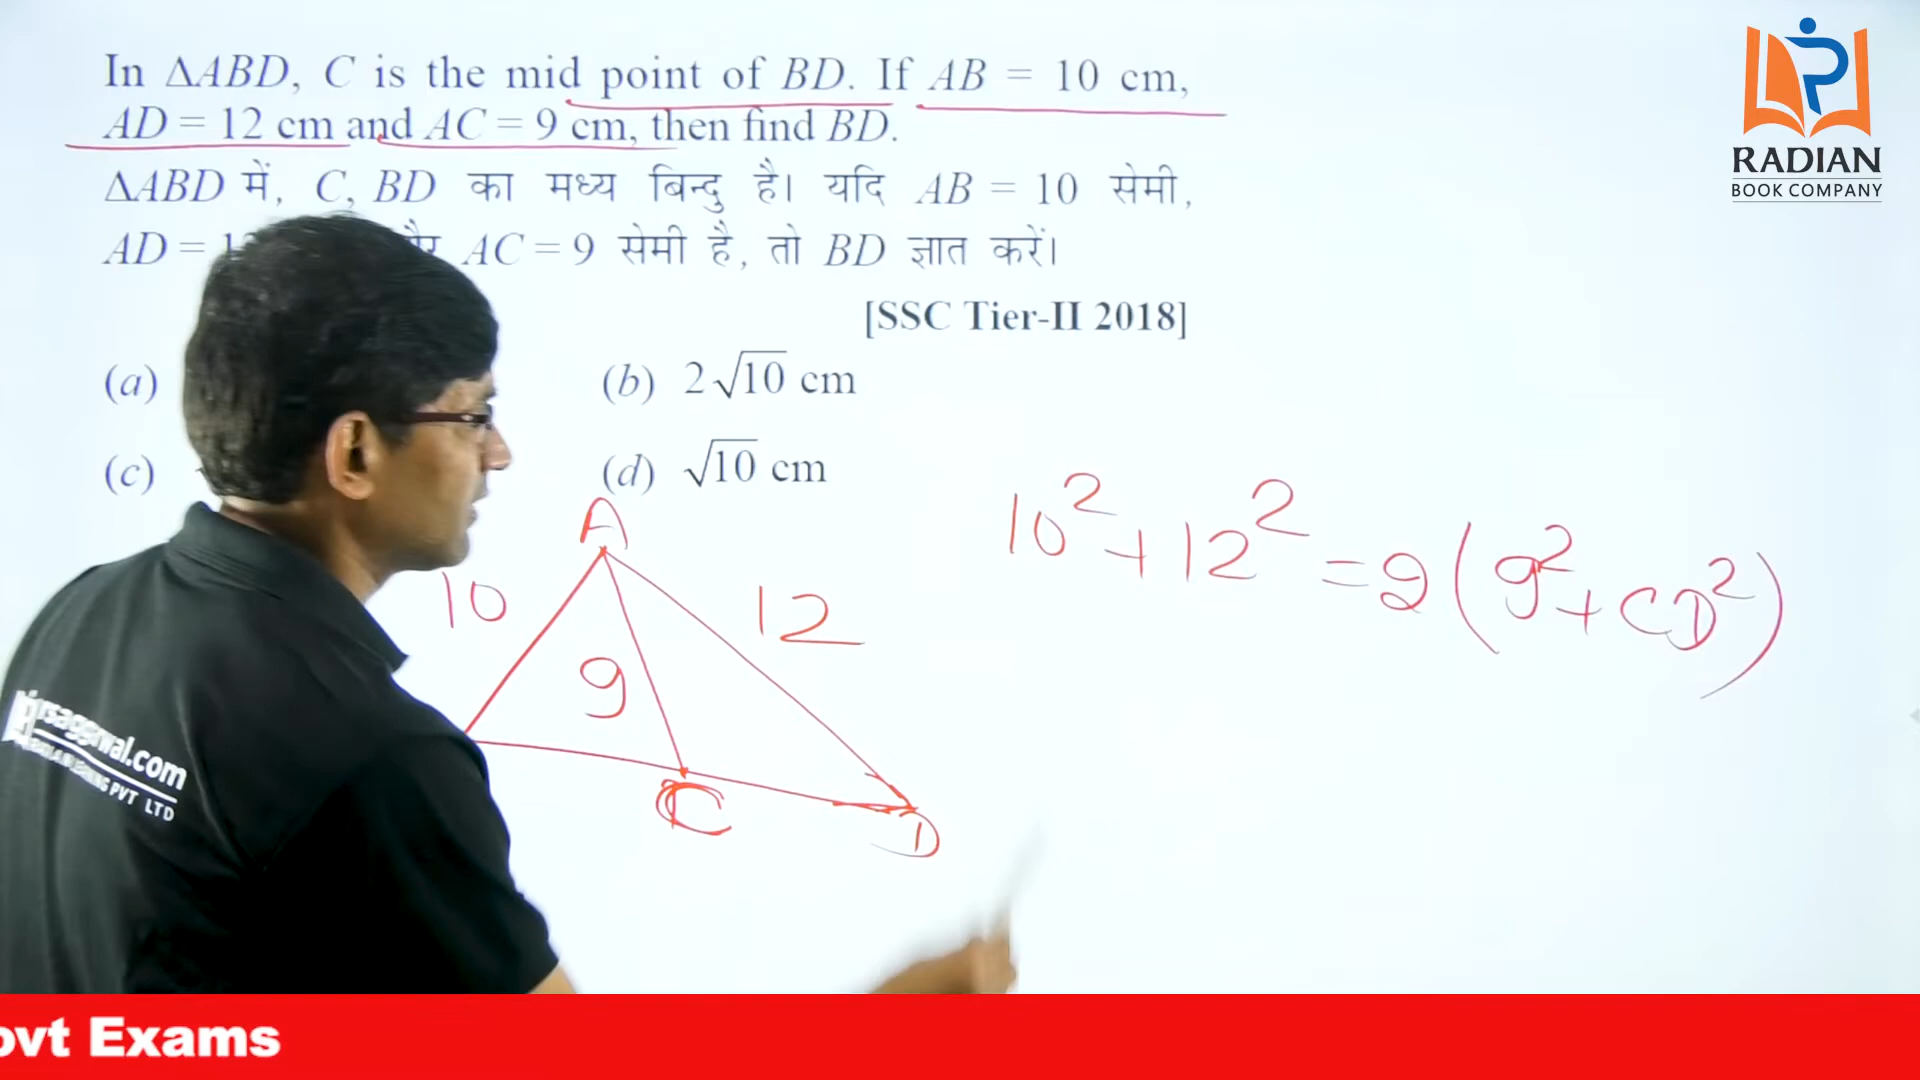 In ΔABD, C is the mid point of BD. If AB = 10 cm,
AD = 12 cm and AC = 9 cm, then find BD.
ΔABD में, C, BD का मध्य बिन्दु है। यदि AB = 10 सेमी,
AD = AC = 9 सेमी है, तो BD ज्ञात करें।
[SSC Tier-II 2018]
(a) (b) 2√10 cm
(c) (d) √10 cm
A
10
12
9
C
D
10² + 12² = 2(9² + CD²)
RADIAN
BOOK COMPANY
rsaggarwal.com
PVT LTD
ovt Exams